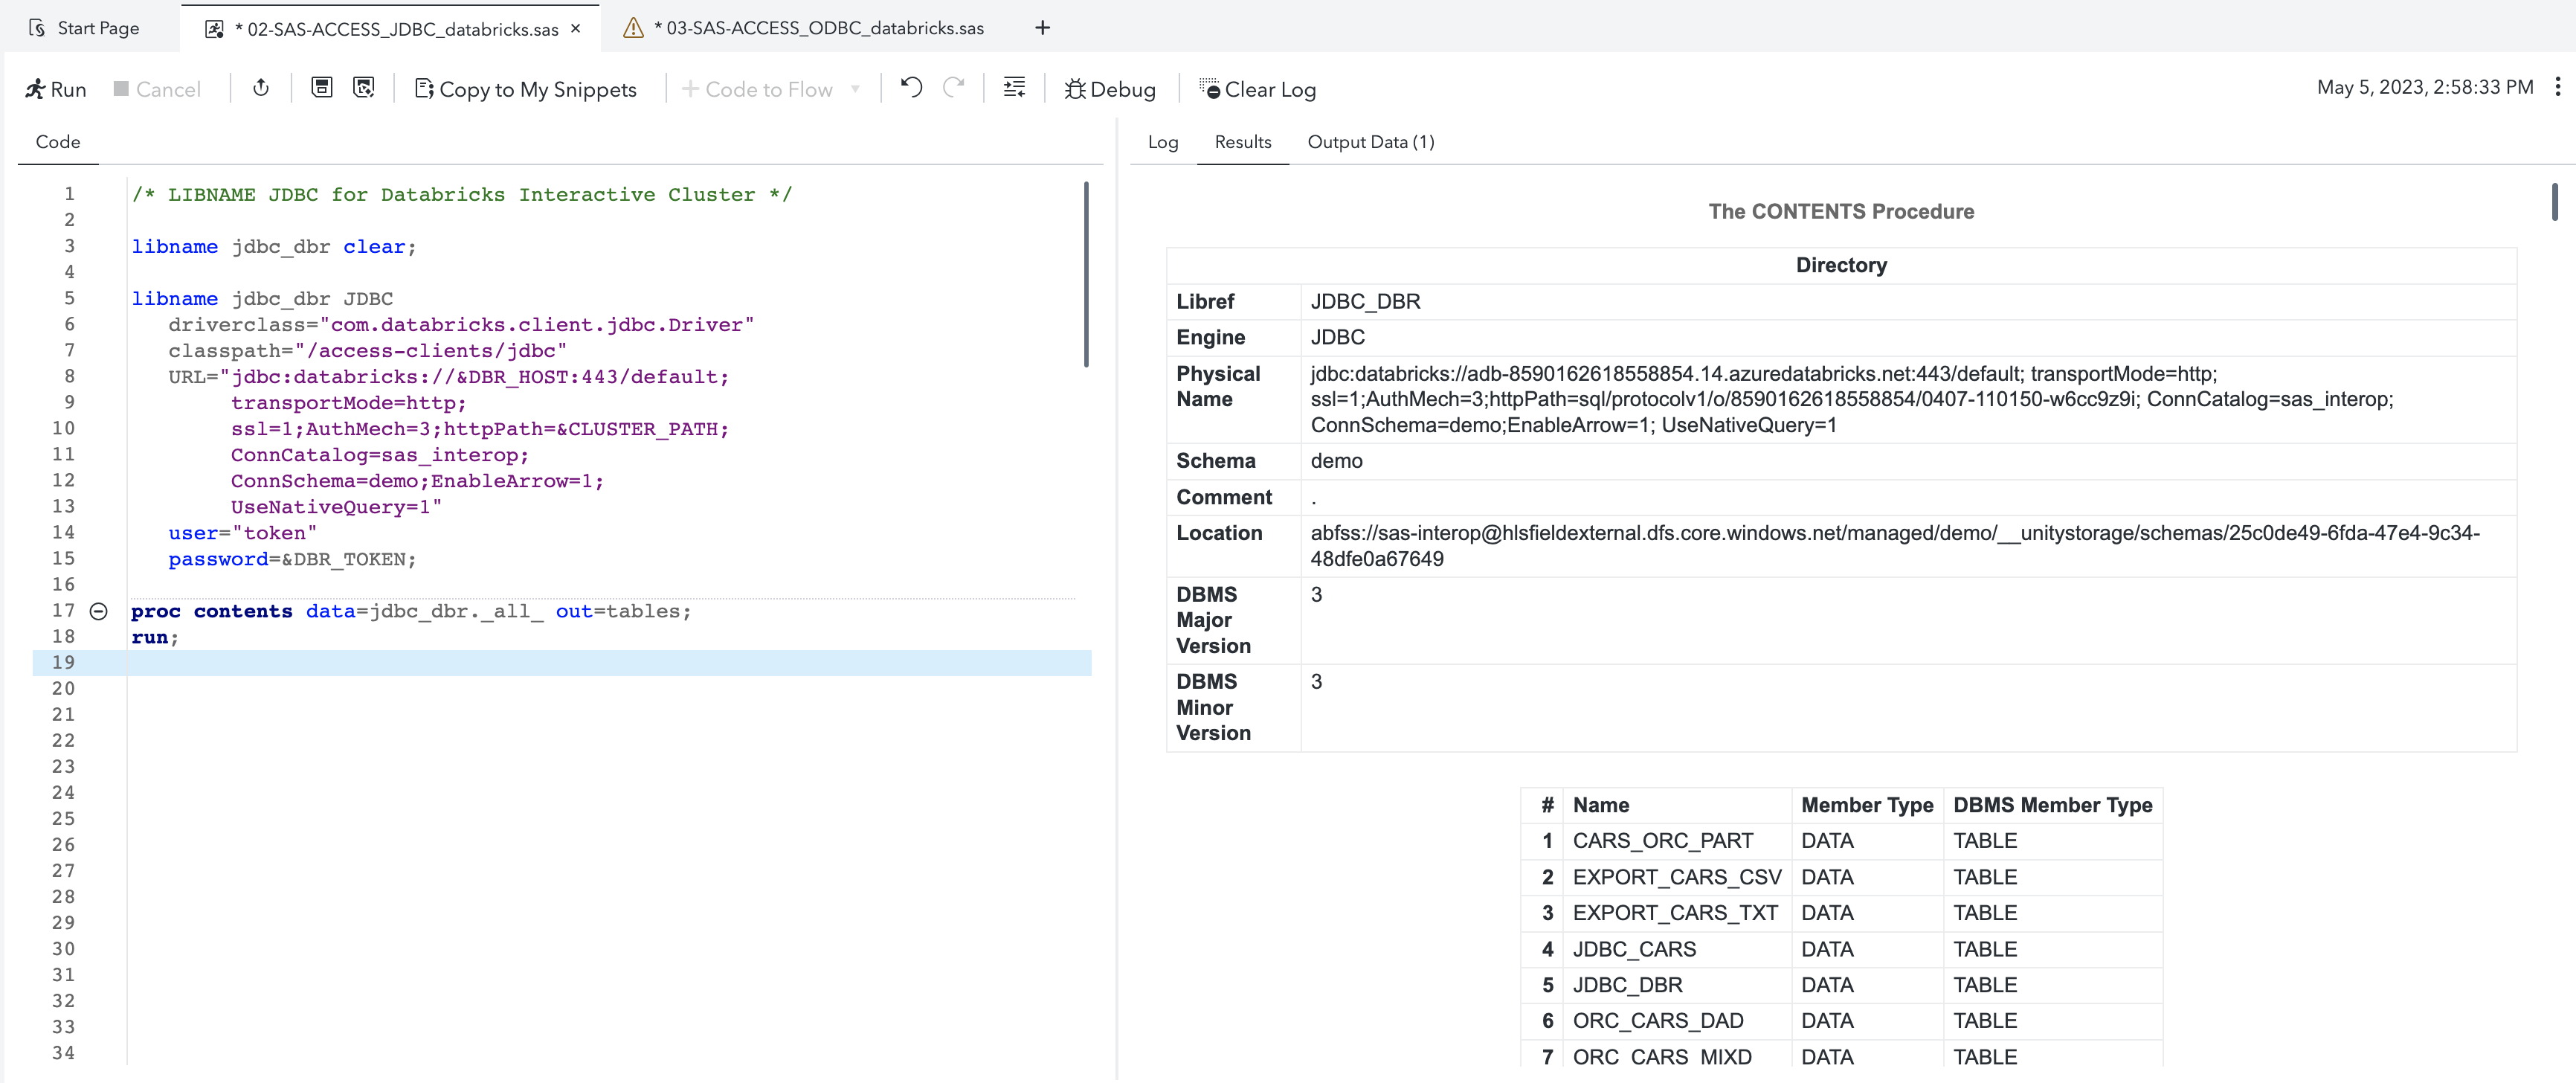 Start Page
* 02-SAS-ACCESS_JDBC_databricks.sas ×
* 03-SAS-ACCESS_ODBC_databricks.sas
+
Run
Cancel
Copy to My Snippets
+ Code to Flow
Debug
Clear Log
May 5, 2023, 2:58:33 PM
Code
1 /* LIBNAME JDBC for Databricks Interactive Cluster */
2
3 libname jdbc_dbr clear;
4
5 libname jdbc_dbr JDBC
6 driverclass="com.databricks.client.jdbc.Driver"
7 classpath="/access-clients/jdbc"
8 URL="jdbc:databricks://&DBR_HOST:443/default;
9 transportMode=http;
10 ssl=1;AuthMech=3;httpPath=&CLUSTER_PATH;
11 ConnCatalog=sas_interop;
12 ConnSchema=demo;EnableArrow=1;
13 UseNativeQuery=1"
14 user="token"
15 password=&DBR_TOKEN;
16
17 proc contents data=jdbc_dbr._all_ out=tables;
18 run;
19
20
21
22
23
24
25
26
27
28
29
30
31
32
33
34
Log
Results
Output Data (1)
The CONTENTS Procedure
Directory
Libref JDBC_DBR
Engine JDBC
Physical Name jdbc:databricks://adb-8590162618558854.14.azuredatabricks.net:443/default; transportMode=http;
ssl=1;AuthMech=3;httpPath=sql/protocolv1/o/8590162618558854/0407-110150-w6cc9z9i; ConnCatalog=sas_interop;
ConnSchema=demo;EnableArrow=1; UseNativeQuery=1
Schema demo
Comment .
Location abfss://sas-interop@hlsfieldexternal.dfs.core.windows.net/managed/demo/__unitystorage/schemas/25c0de49-6fda-47e4-9c34-
48dfe0a67649
DBMS Major Version 3
DBMS Minor Version 3
# Name Member Type DBMS Member Type
1 CARS_ORC_PART DATA TABLE
2 EXPORT_CARS_CSV DATA TABLE
3 EXPORT_CARS_TXT DATA TABLE
4 JDBC_CARS DATA TABLE
5 JDBC_DBR DATA TABLE
6 ORC_CARS_DAD DATA TABLE
7 ORC_CARS_MIXD DATA TABLE